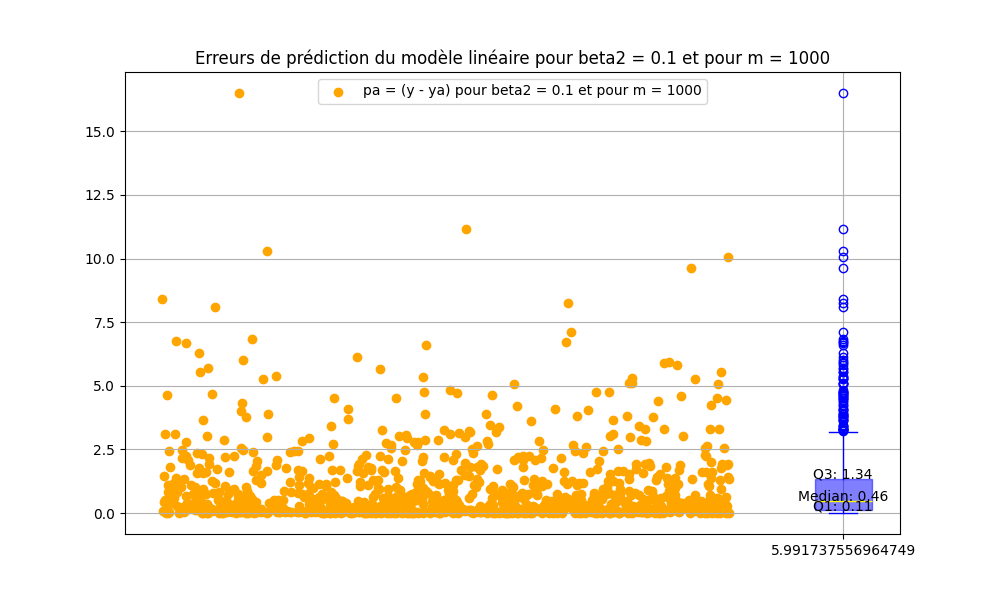 Erreurs de prédiction du modèle linéaire pour beta2 = 0.1 et pour m = 1000
pa = (y - ya) pour beta2 = 0.1 et pour m = 1000
15.0
12.5
10.0
7.5
5.0
2.5
0.0
Q3: 1.34
Median: 0.46
Q1: 0.11
5.991737556964749